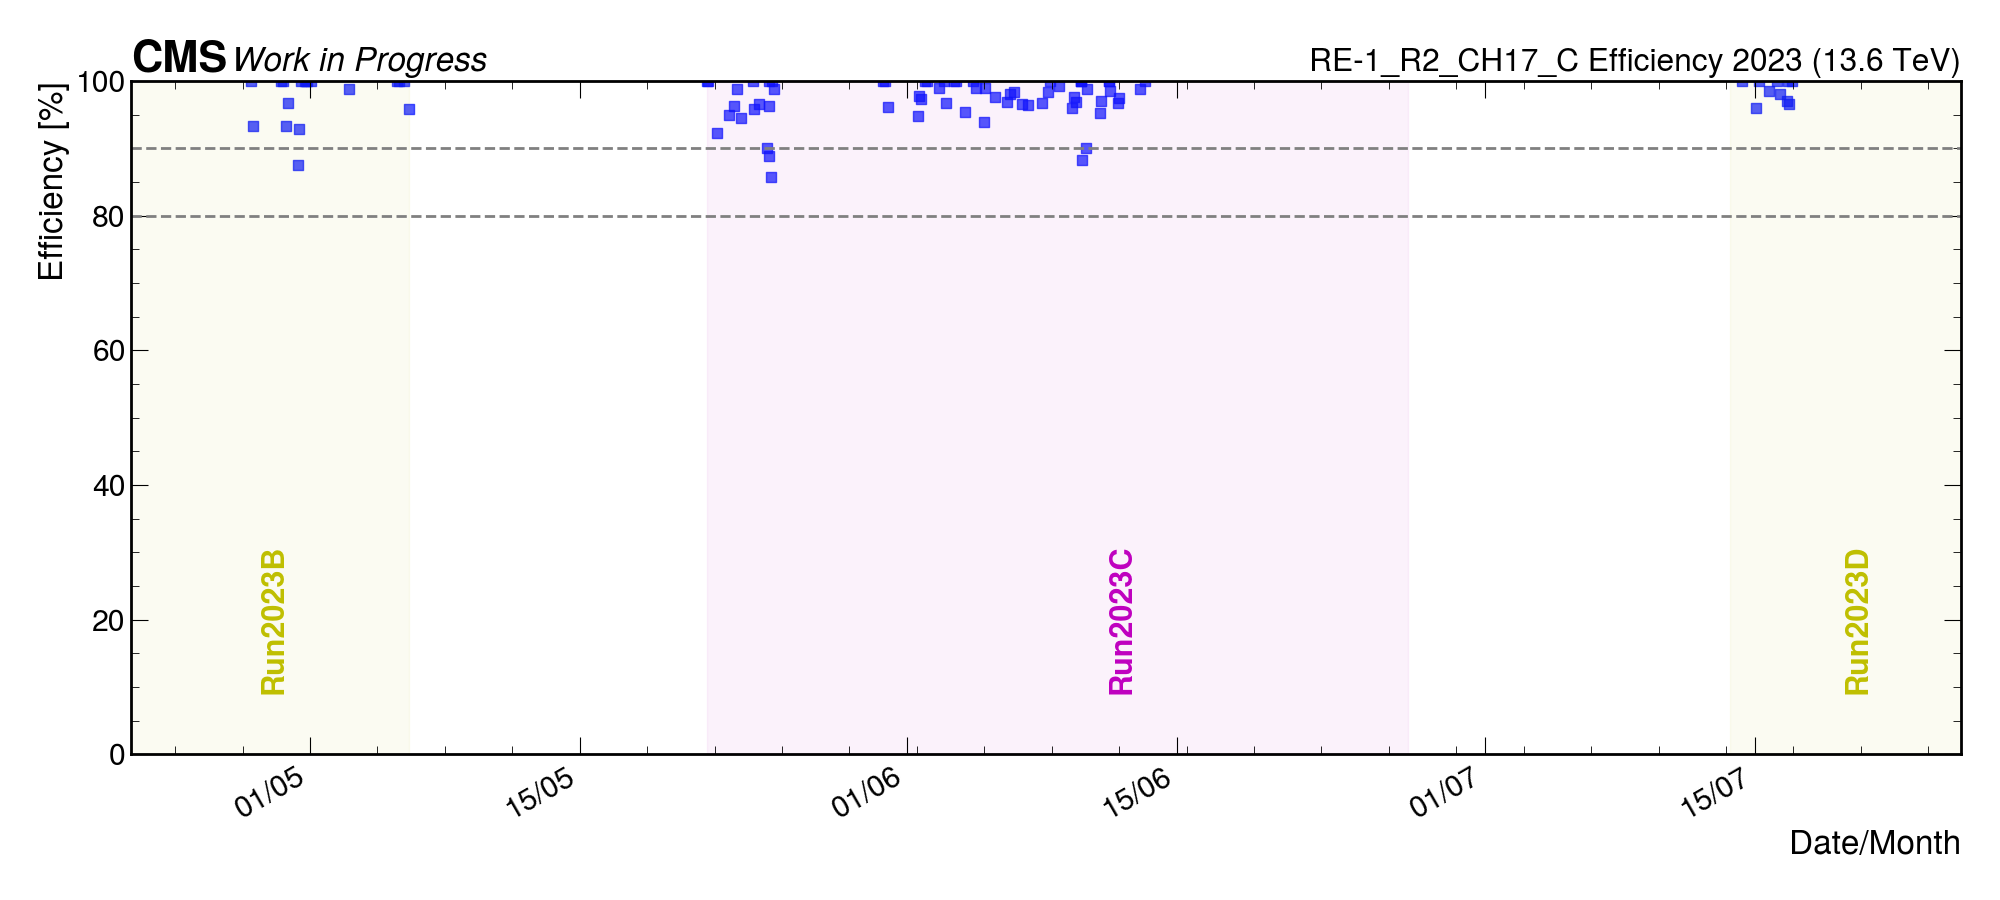 CMS Work in Progress
RE-1_R2_CH17_C Efficiency 2023 (13.6 TeV)
Efficiency [%]
100
80
60
40
20
0
Run2023B
Run2023C
Run2023D
01/05
15/05
01/06
15/06
01/07
15/07
Date/Month